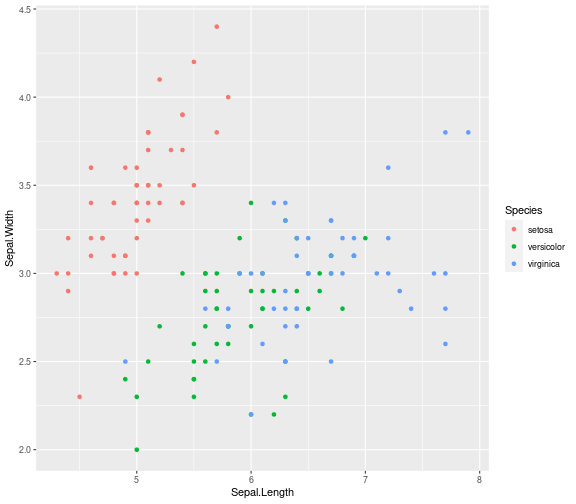 4.5
4.0
3.5
3.0
2.5
2.0
Sepal.Width
5 6 7 8
Sepal.Length
Species
setosa
versicolor
virginica